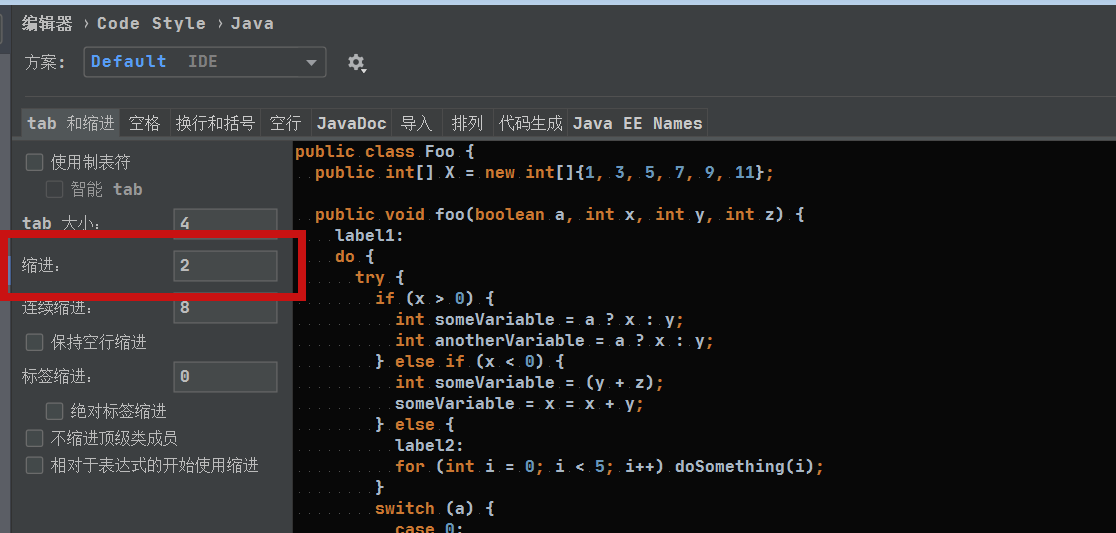 编辑器 › Code Style › Java
方案: Default IDE
tab 和缩进 空格 换行和括号 空行 JavaDoc 导入 排列 代码生成 Java EE Names
使用制表符
智能 tab
tab 大小: 4
缩进: 2
连续缩进: 8
保持空行缩进
标签缩进: 0
绝对标签缩进
不缩进顶级类成员
相对于表达式的开始使用缩进
public class Foo {
  public int[] X = new int[]{1, 3, 5, 7, 9, 11};
  public void foo(boolean a, int x, int y, int z) {
    label1:
    do {
      try {
        if (x > 0) {
          int someVariable = a ? x : y;
          int anotherVariable = a ? x : y;
        } else if (x < 0) {
          int someVariable = (y + z);
          someVariable = x = x + y;
        } else {
          label2:
          for (int i = 0; i < 5; i++) doSomething(i);
        }
        switch (a) {
          case 0: